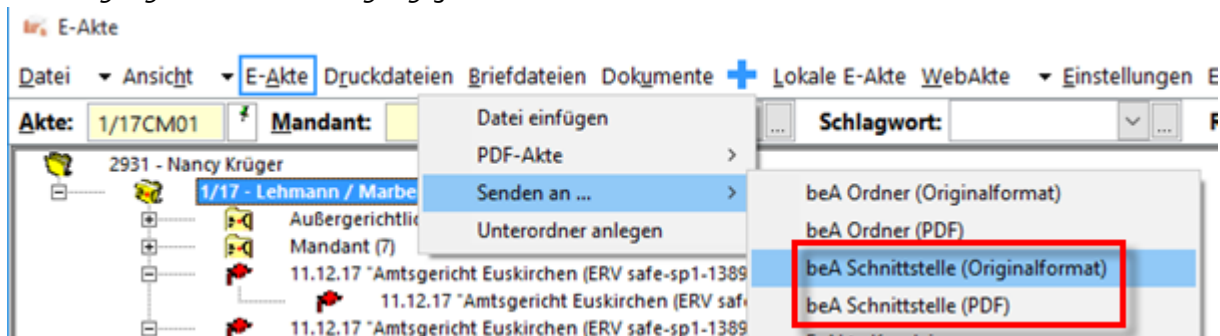 E-Akte
Datei Ansicht E-Akte Druckdateien Briefdateien Dokumente Lokale E-Akte WebAkte Einstellungen E
Akte: 1/17CM01 Mandant: ... Schlagwort: ...
2931 - Nancy Krüger
1/17 - Lehmann / Marbe
Außergerichtlic
Mandant (7)
11.12.17 "Amtsgericht Euskirchen (ERV safe-sp1-1389
11.12.17 "Amtsgericht Euskirchen (ERV safe
11.12.17 "Amtsgericht Euskirchen (ERV safe-sp1-1389
Datei einfügen
PDF-Akte
Senden an ...
Unterordner anlegen
beA Ordner (Originalformat)
beA Ordner (PDF)
beA Schnittstelle (Originalformat)
beA Schnittstelle (PDF)